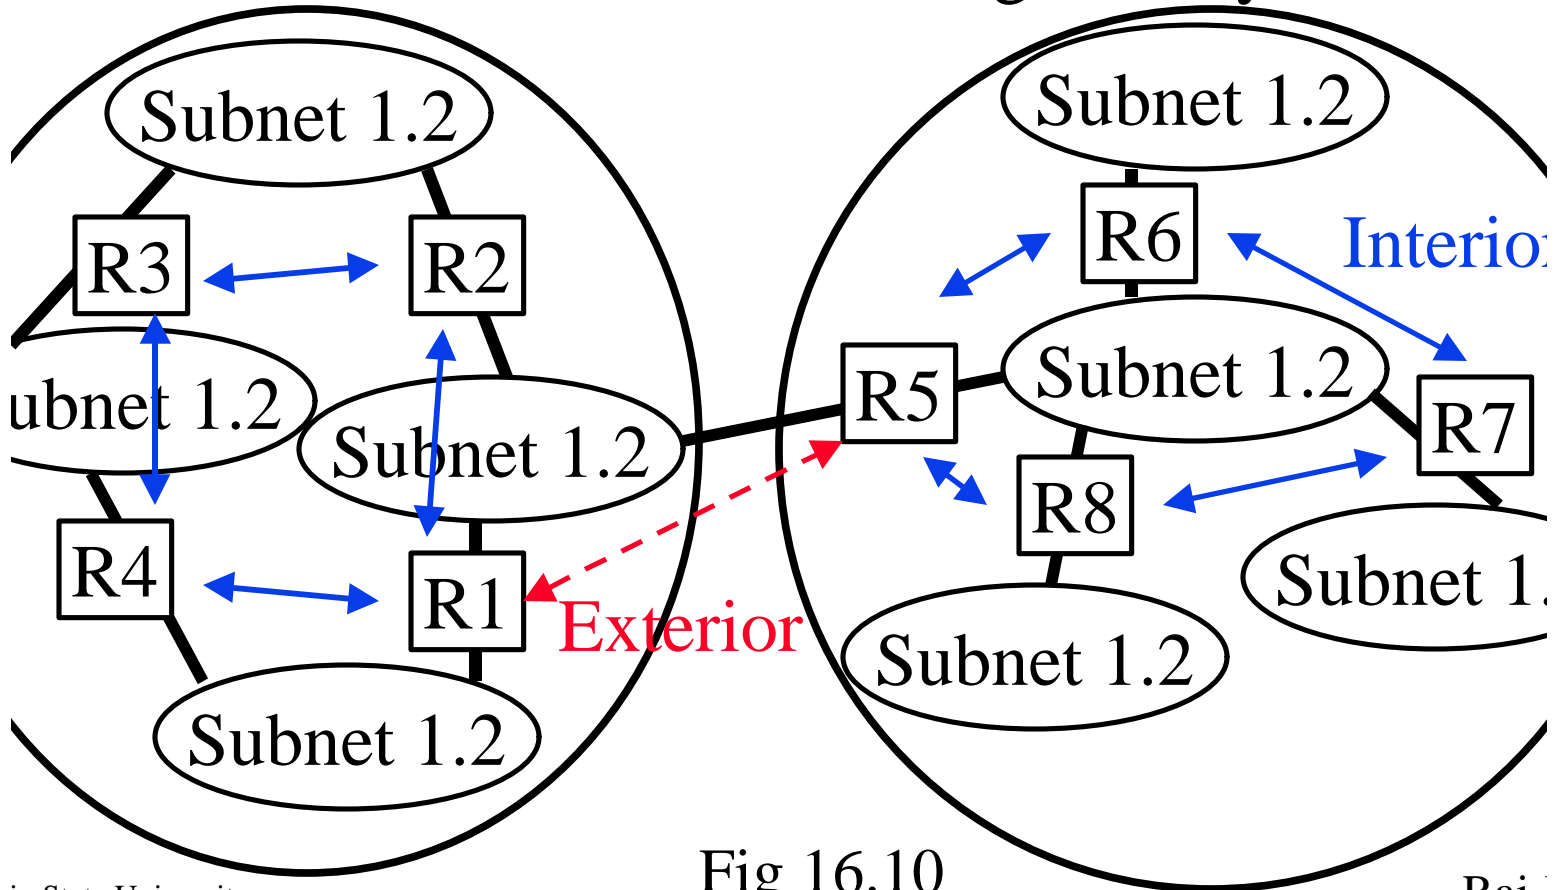 Subnet 1.2
R3
R2
ubnet 1.2
Subnet 1.2
R4
R1
Subnet 1.2
Exterior
Subnet 1.2
R6
Interior
Subnet 1.2
R5
R7
R8
Subnet 1.
Subnet 1.2
Fig 16.10